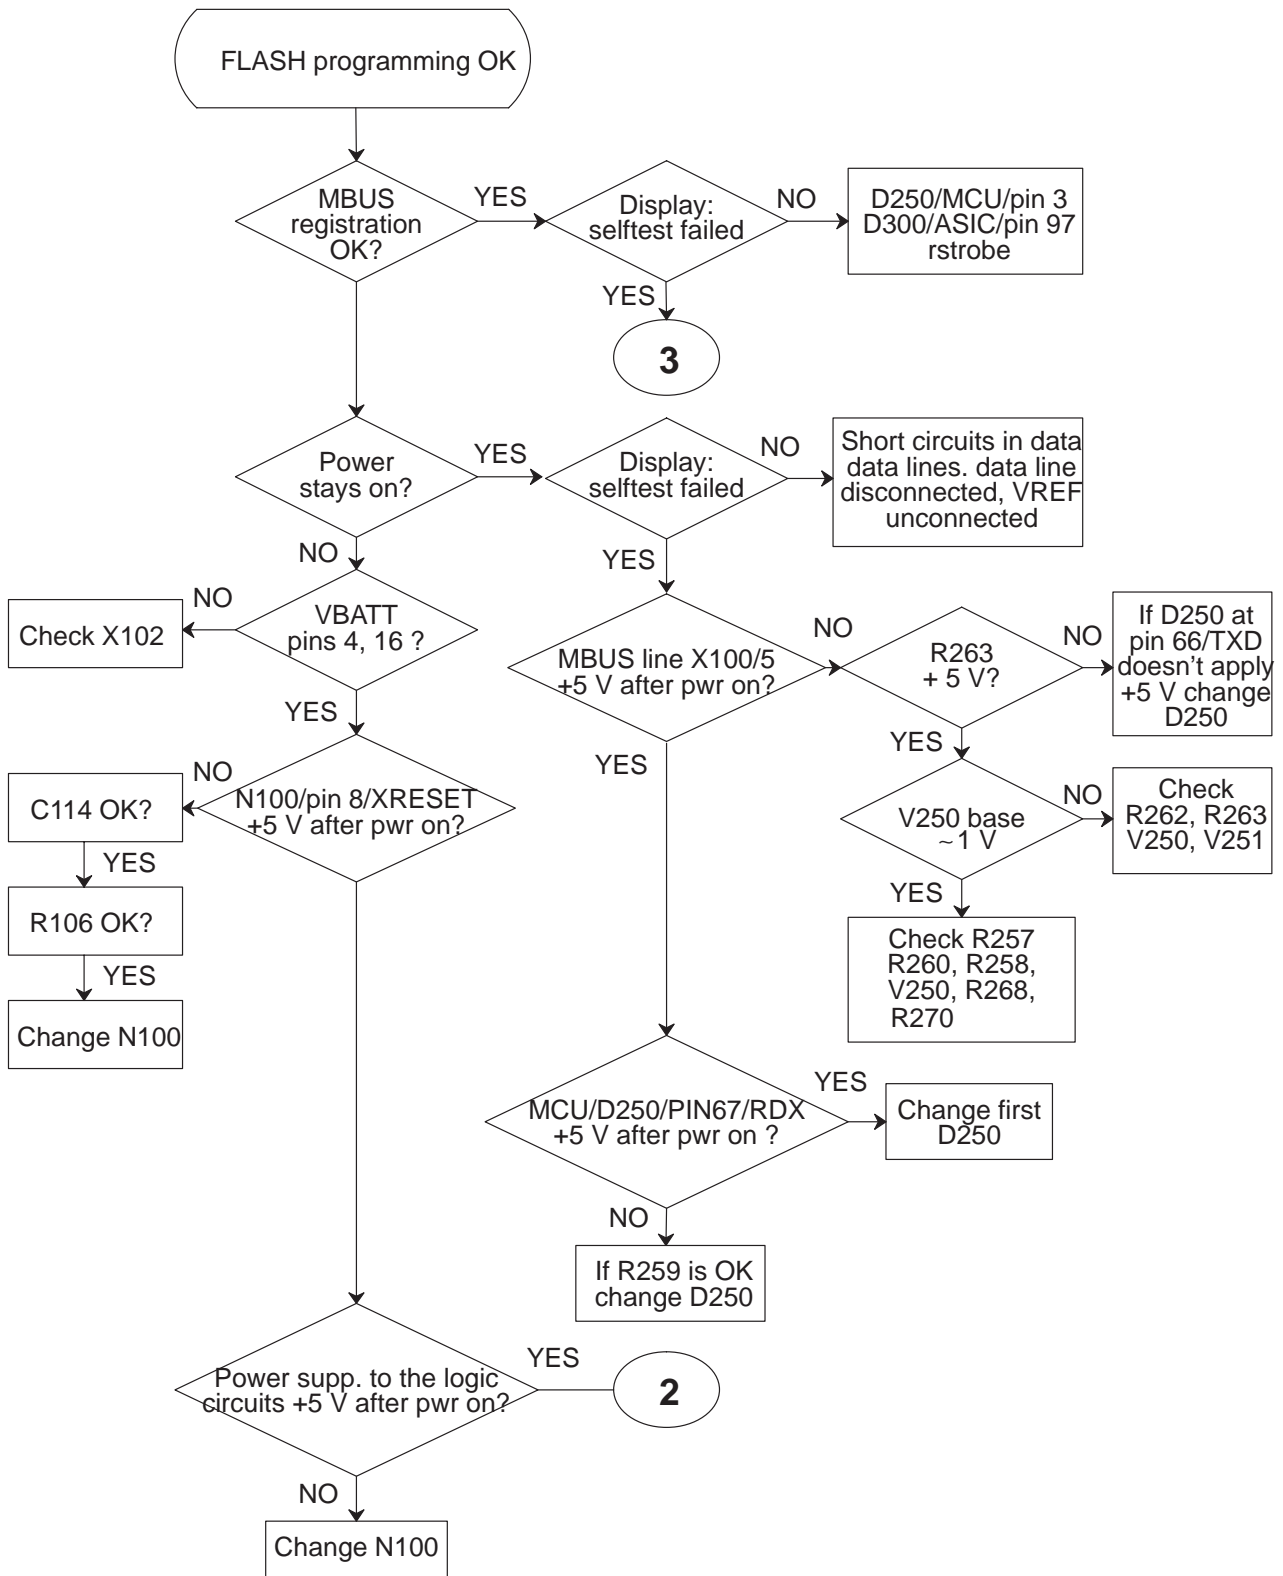 FLASH programming OK
MBUS
registration
OK?
YES
Display:
selftest failed
NO
D250/MCU/pin 3
D300/ASIC/pin 97
rstrobe
YES
3
Power
stays on?
YES
Display:
selftest failed
NO
Short circuits in data
data lines. data line
disconnected, VREF
unconnected
NO
YES
VBATT
pins 4, 16 ?
NO
Check X102
MBUS line X100/5
+5 V after pwr on?
NO
R263
+ 5 V?
NO
If D250 at
pin 66/TXD
doesn't apply
+5 V change
D250
YES
YES
YES
N100/pin 8/XRESET
+5 V after pwr on?
NO
C114 OK?
YES
R106 OK?
YES
Change N100
V250 base
~1 V
NO
Check
R262, R263
V250, V251
YES
Check R257
R260, R258,
V250, R268,
R270
MCU/D250/PIN67/RDX
+5 V after pwr on ?
YES
Change first
D250
NO
If R259 is OK
change D250
Power supp. to the logic
circuits +5 V after pwr on?
YES
2
NO
Change N100